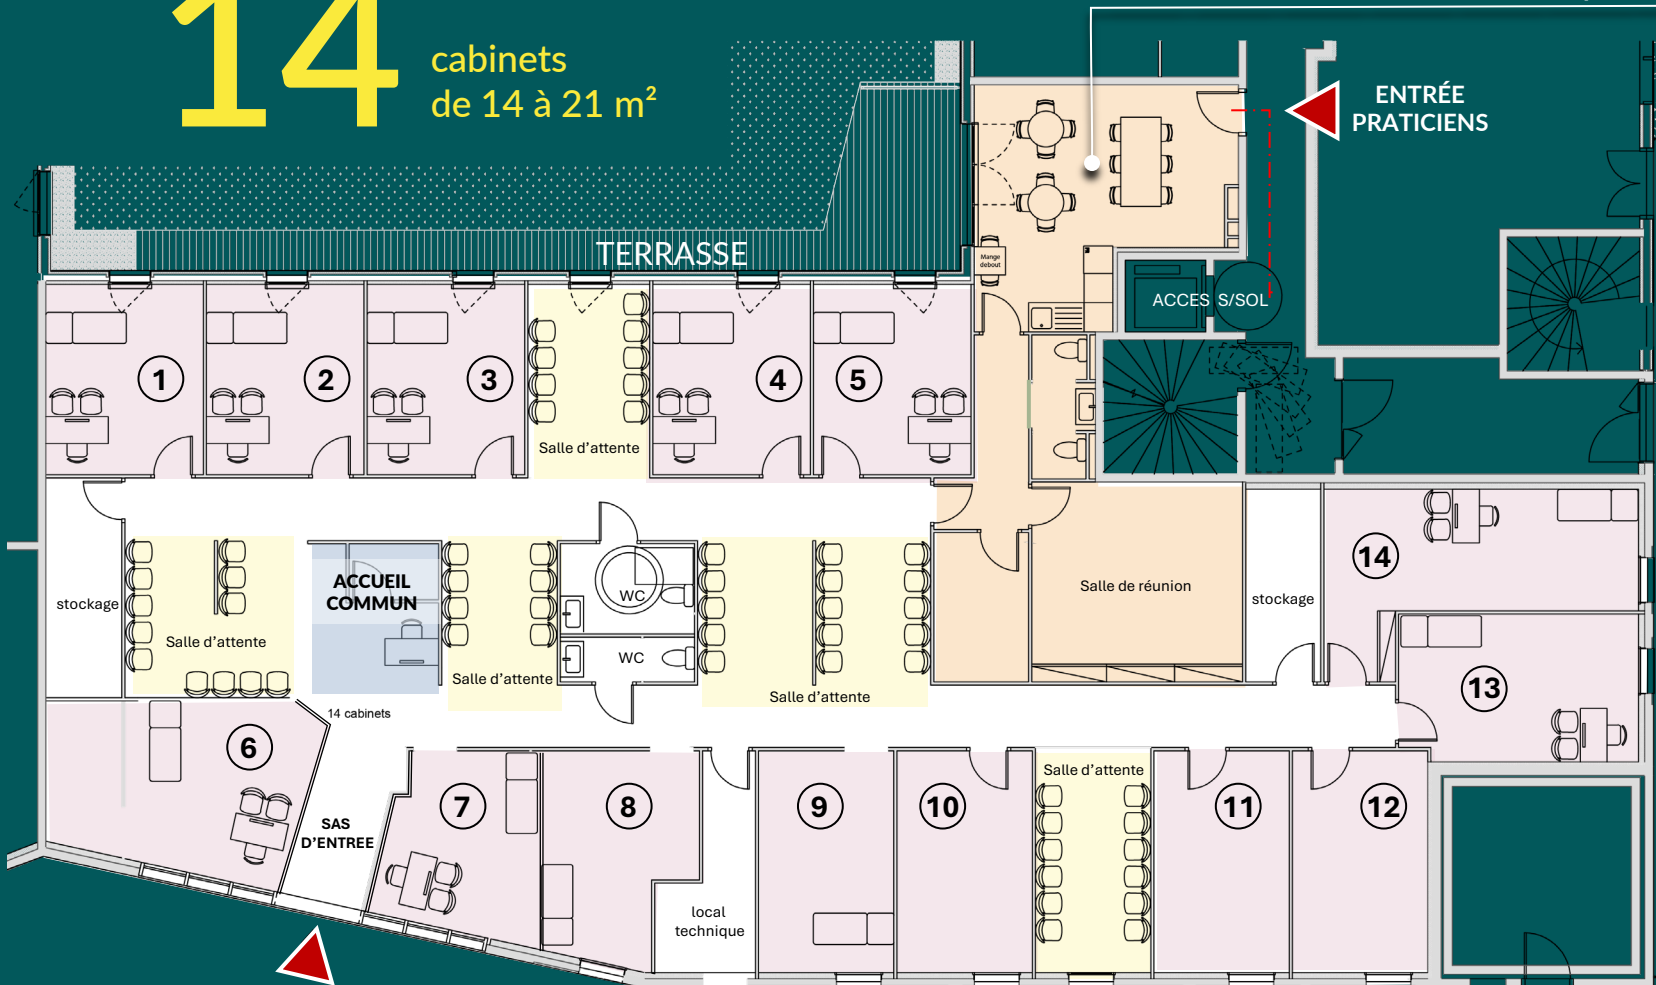 14
cabinets
de 14 à 21 m²
ENTRÉE
PRATICIENS
TERRASSE
Mange
debout
ACCES S/SOL
1
2
3
4
5
Salle d'attente
stockage
Salle d'attente
ACCUEIL
COMMUN
Salle d'attente
WC
WC
Salle d'attente
Salle de réunion
stockage
14
13
14 cabinets
6
SAS
D'ENTREE
7
8
local
technique
9
10
Salle d'attente
11
12